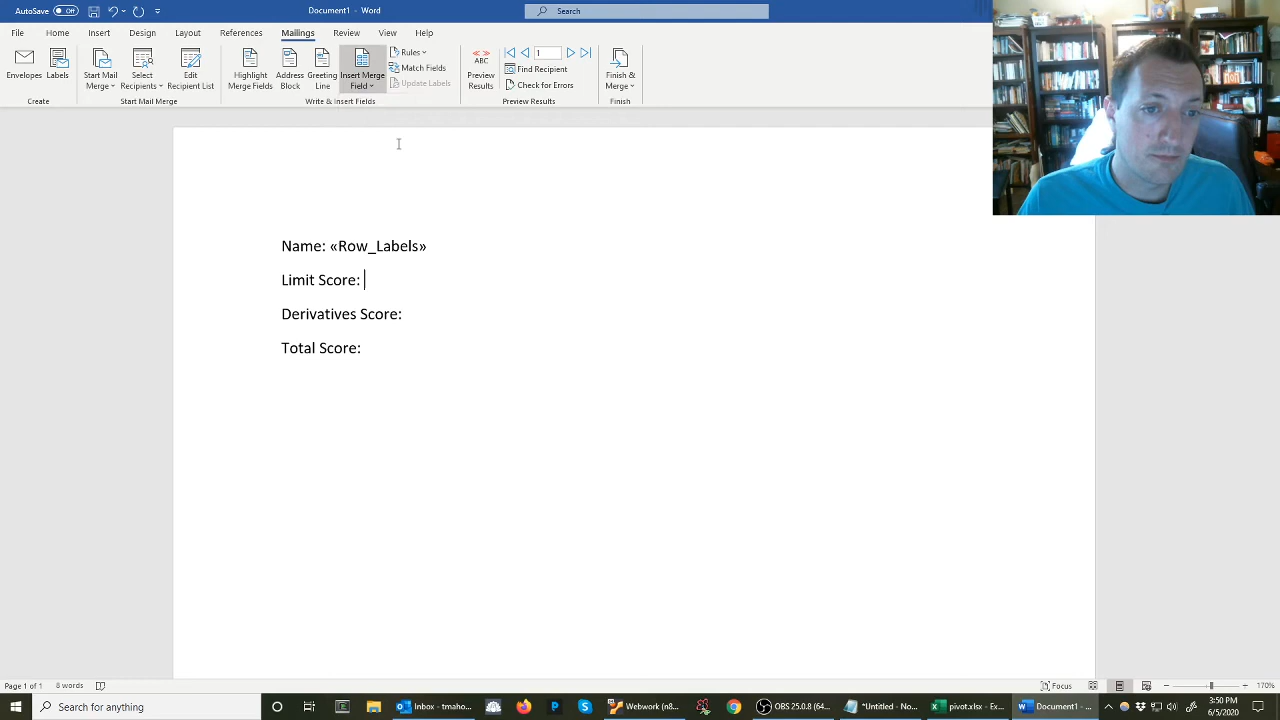 AutoSave Off
Document1 - Word
Search
File Home Insert Design Layout References Mailings Review View Help
Envelopes
Labels
Create
Start Mail Merge
Select Recipients
Edit Recipient List
Start Mail Merge
Highlight Merge Fields
Address Block
Greeting Line
Insert Merge Field
Rules
Match Fields
Update Labels
Write & Insert Fields
ABC
Preview Results
1
Find Recipient
Check for Errors
Preview Results
Finish & Merge
Finish
Name: «Row_Labels»
Limit Score:
Derivatives Score:
Total Score:
Page 1 of 1 8 words
Focus
170%
Search for anything
Inbox - tmaho...
Webwork (n8...
OBS 25.0.8 (64...
*Untitled - No...
pivot.xlsx - Ex...
Document1 - ...
3:50 PM
6/5/2020